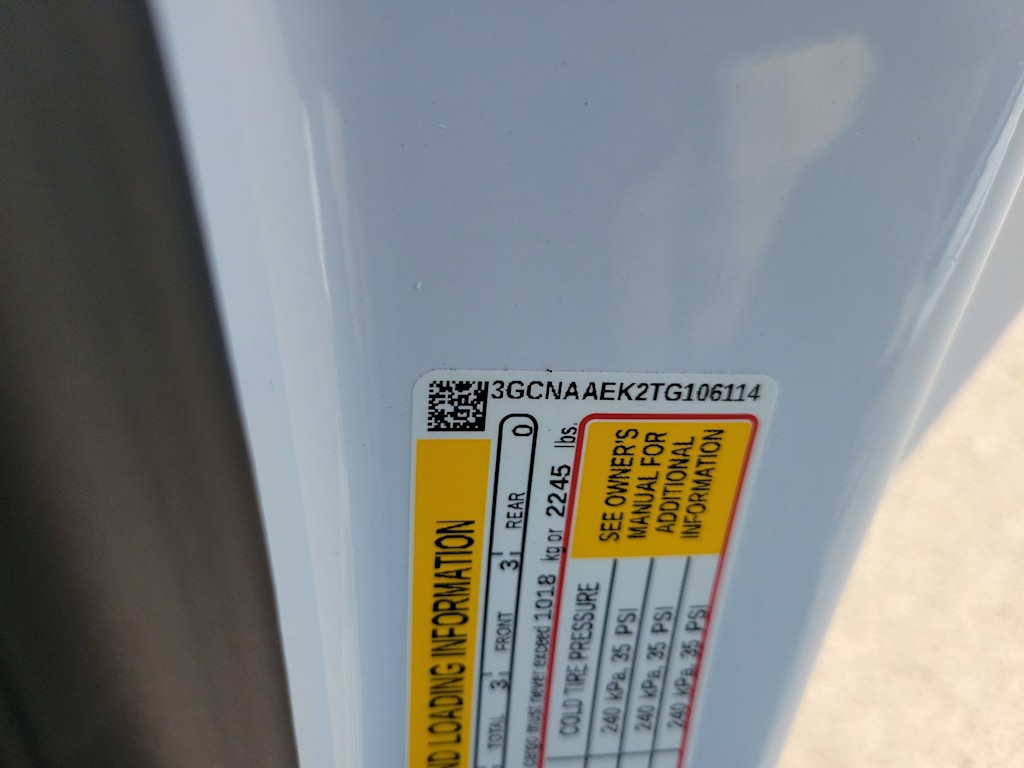 3GCNAAEK2TG106114
ND LOADING INFORMATION
TOTAL 3 FRONT 3 REAR 0
cargo must never exceed 1018 kg or 2245 lbs.
COLD TIRE PRESSURE
240 kPa, 35 PSI
240 kPa, 35 PSI
240 kPa, 35 PSI
SEE OWNER'S
MANUAL FOR
ADDITIONAL
INFORMATION